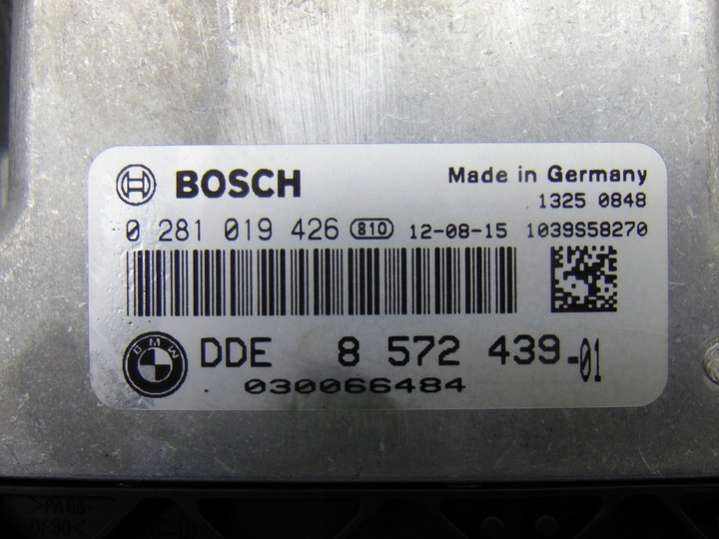 BOSCH
Made in Germany
1325 0848
0 281 019 426 810 12-08-15 1039S58270
BMW
DDE 8 572 439-01
030066484